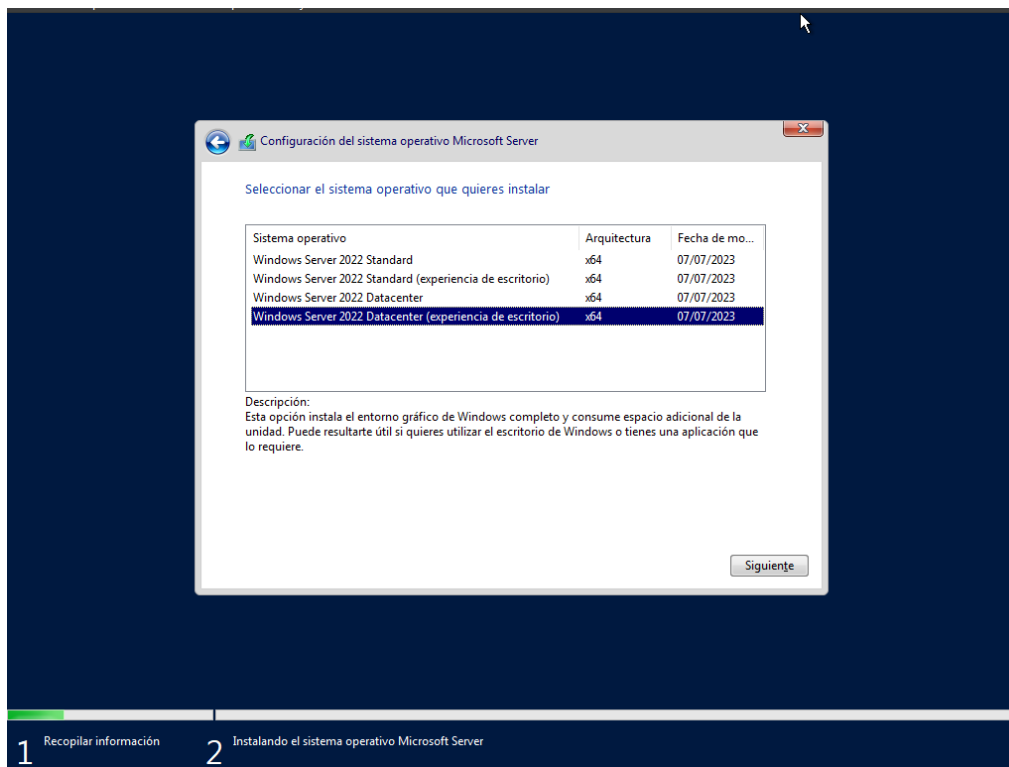 Configuración del sistema operativo Microsoft Server
Seleccionar el sistema operativo que quieres instalar
Sistema operativo Arquitectura Fecha de mo...
Windows Server 2022 Standard x64 07/07/2023
Windows Server 2022 Standard (experiencia de escritorio) x64 07/07/2023
Windows Server 2022 Datacenter x64 07/07/2023
Windows Server 2022 Datacenter (experiencia de escritorio) x64 07/07/2023
Descripción:
Esta opción instala el entorno gráfico de Windows completo y consume espacio adicional de la
unidad. Puede resultarte útil si quieres utilizar el escritorio de Windows o tienes una aplicación que
lo requiere.
Siguiente
1 Recopilar información 2 Instalando el sistema operativo Microsoft Server